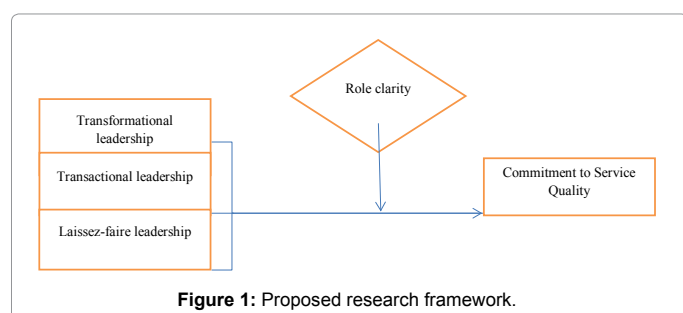 Role clarity
Transformational
leadership
Transactional leadership
Laissez-faire leadership
Commitment to Service
Quality
Figure 1: Proposed research framework.